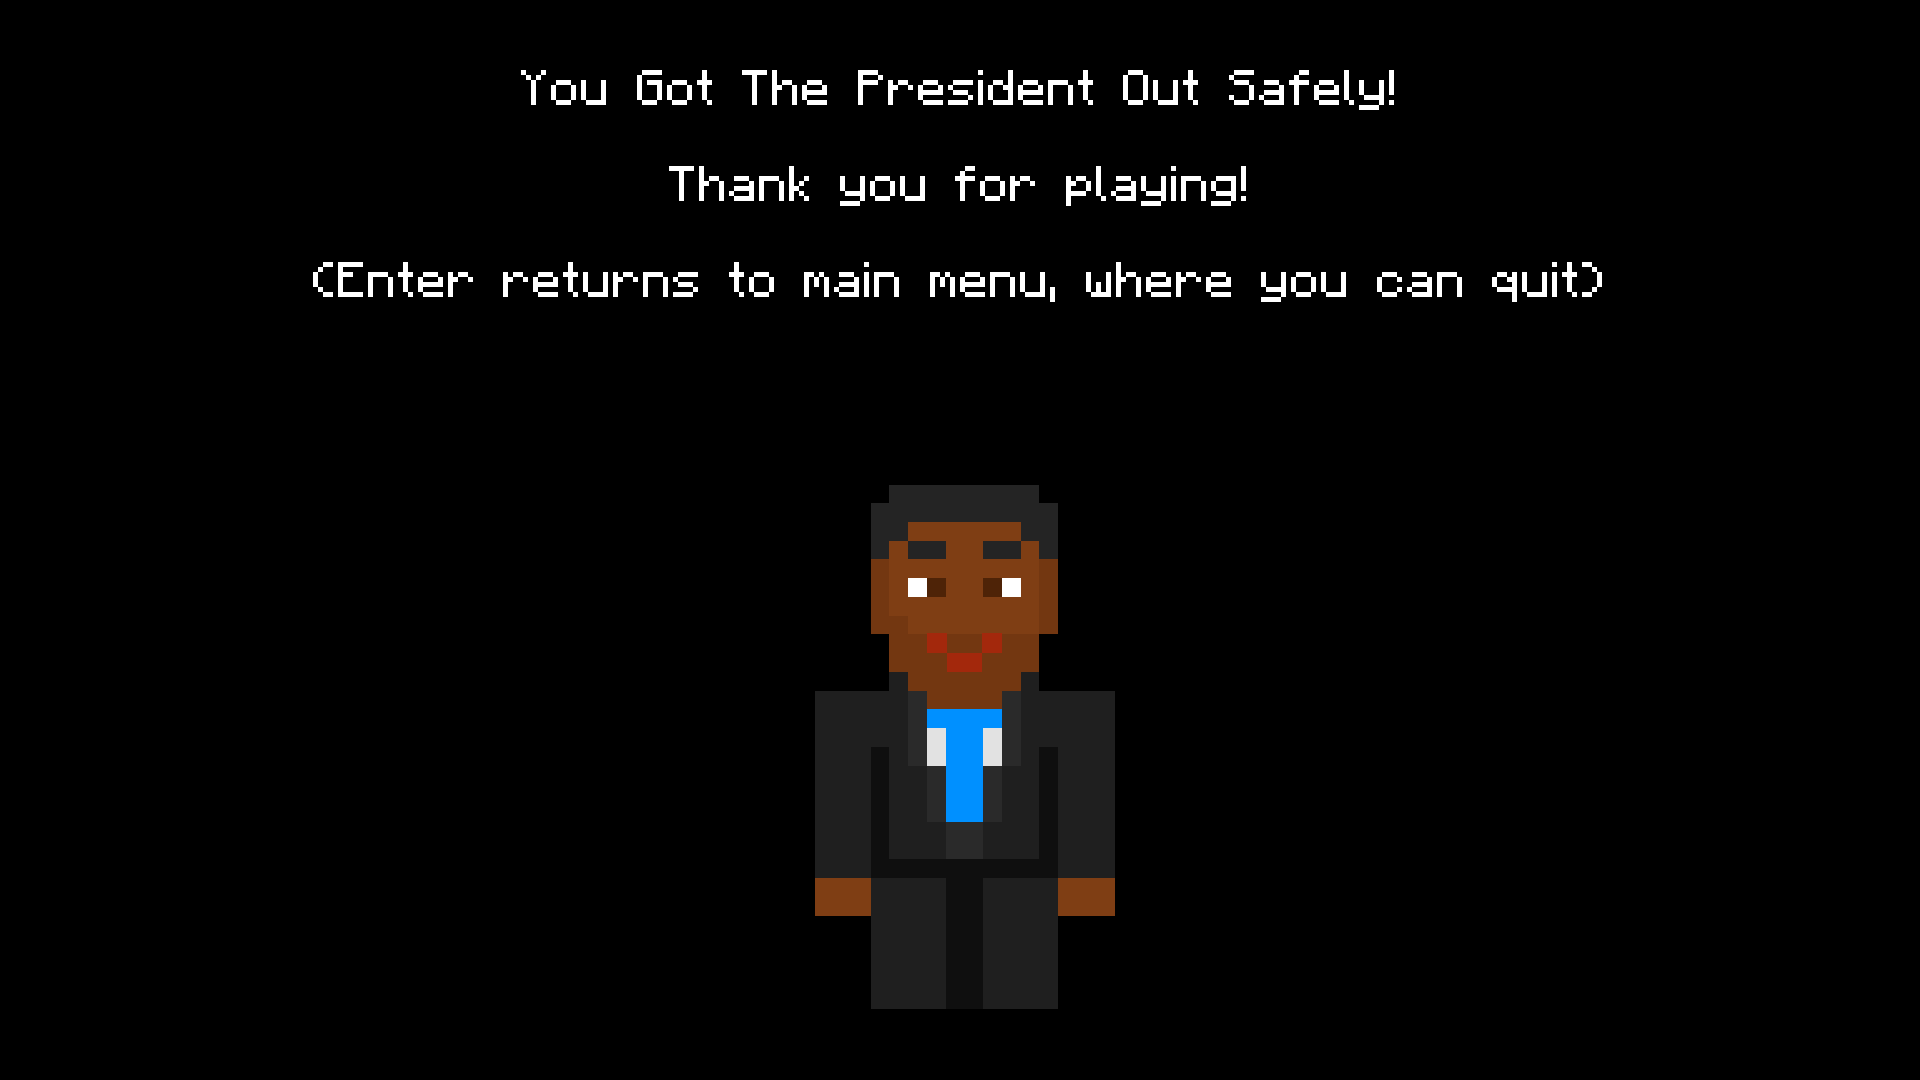 You Got The President Out Safely!
Thank you for playing!
(Enter returns to main menu, where you can quit)